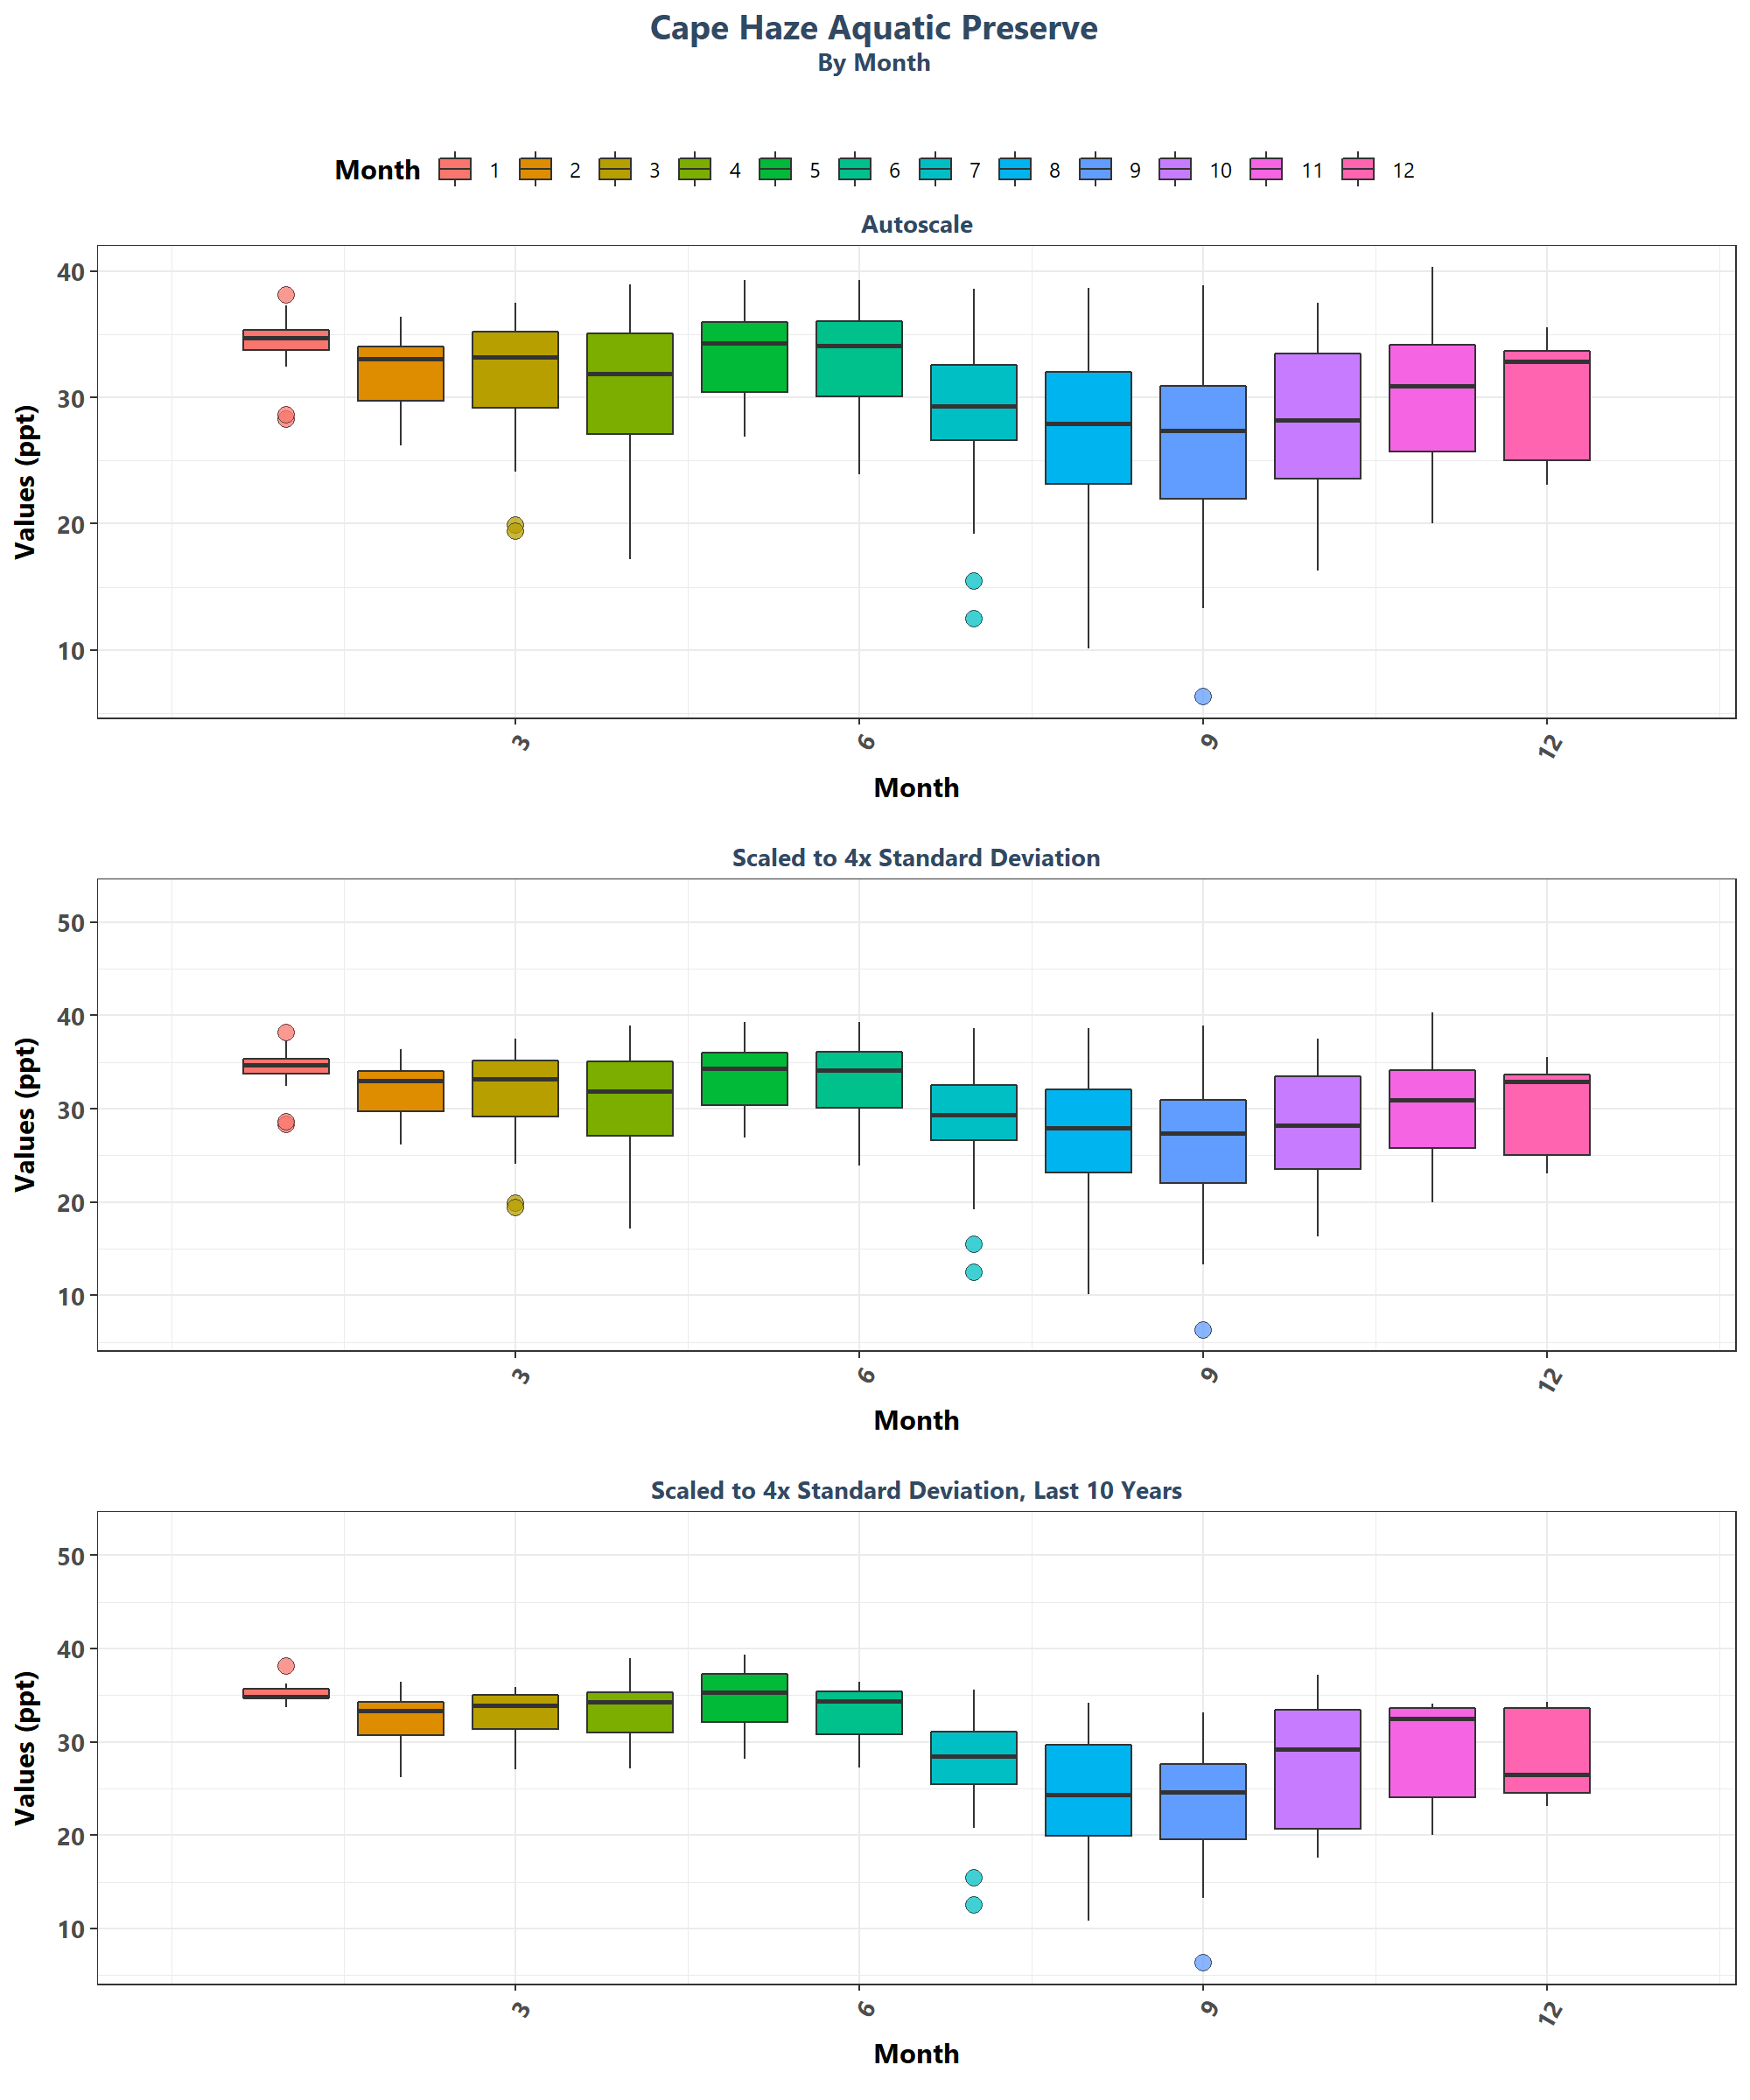 Cape Haze Aquatic Preserve
By Month
Month 1 2 3 4 5 6 7 8 9 10 11 12
Autoscale
Values (ppt)
40
30
20
10
3 6 9 12
Month
Scaled to 4x Standard Deviation
Values (ppt)
50
40
30
20
10
3 6 9 12
Month
Scaled to 4x Standard Deviation, Last 10 Years
Values (ppt)
50
40
30
20
10
3 6 9 12
Month